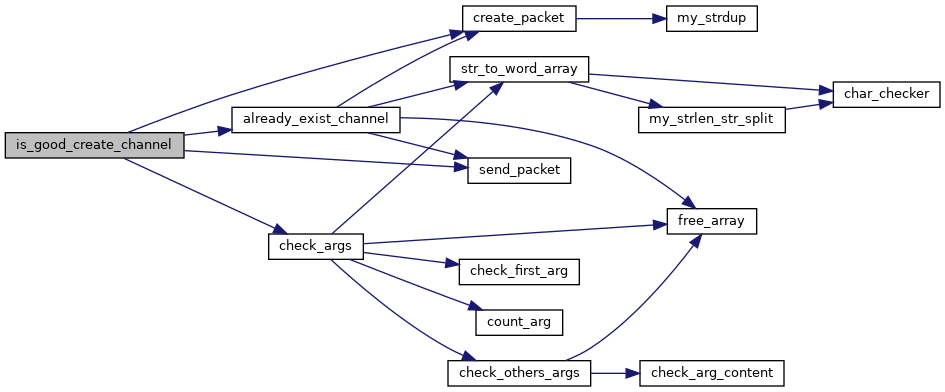 create_packet
my_strdup
str_to_word_array
char_checker
already_exist_channel
my_strlen_str_split
is_good_create_channel
send_packet
free_array
check_args
check_first_arg
count_arg
check_others_args
check_arg_content